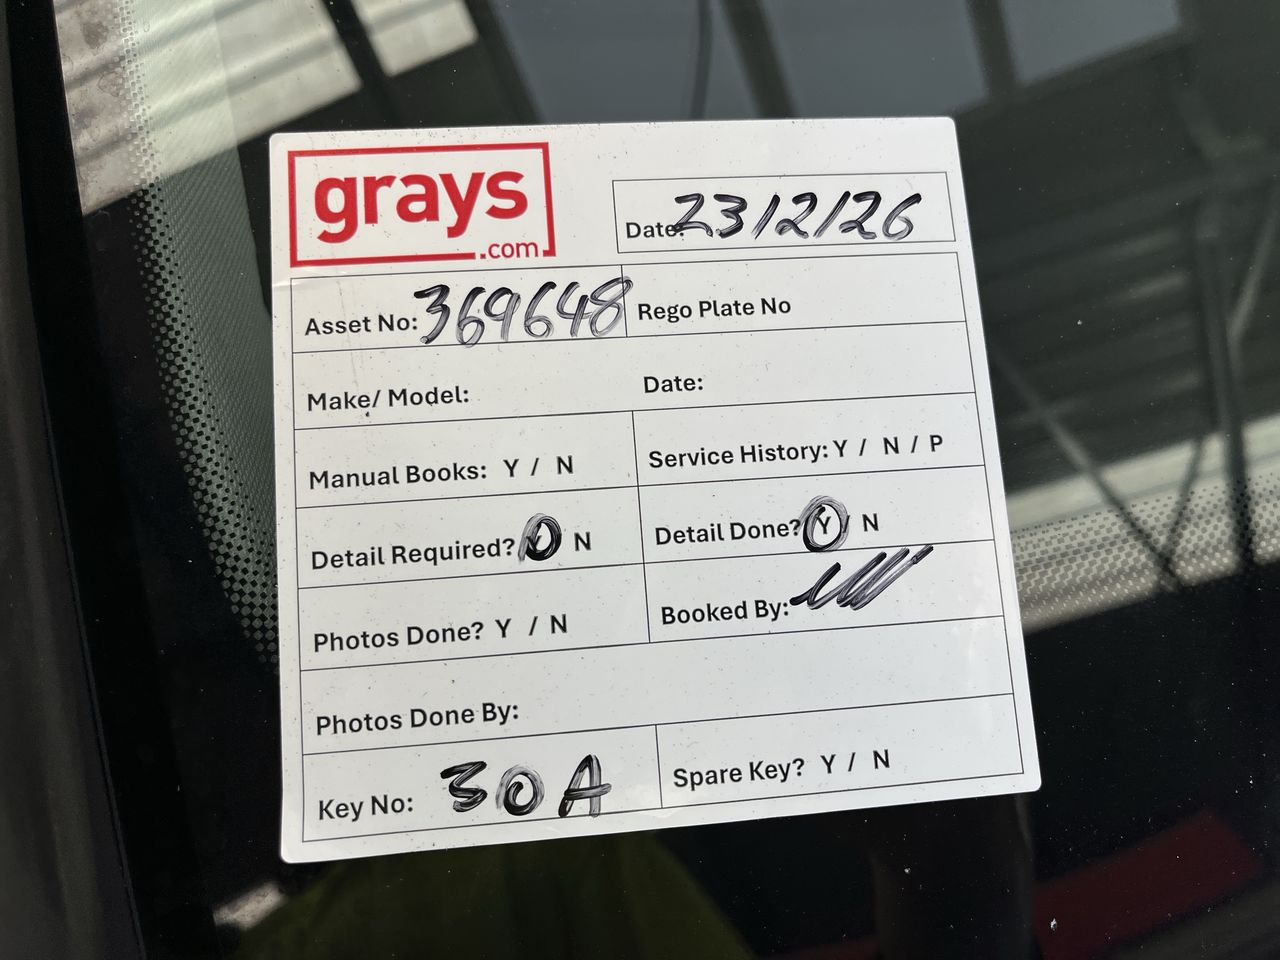 grays
.com
Date: 23/2/26
Asset No: 369648
Rego Plate No
Make/ Model:
Date:
Manual Books: Y / N
Service History: Y / N / P
Detail Required? Y / N
Detail Done? Y / N
Photos Done? Y / N
Booked By:
Photos Done By:
Key No: 30A
Spare Key? Y / N